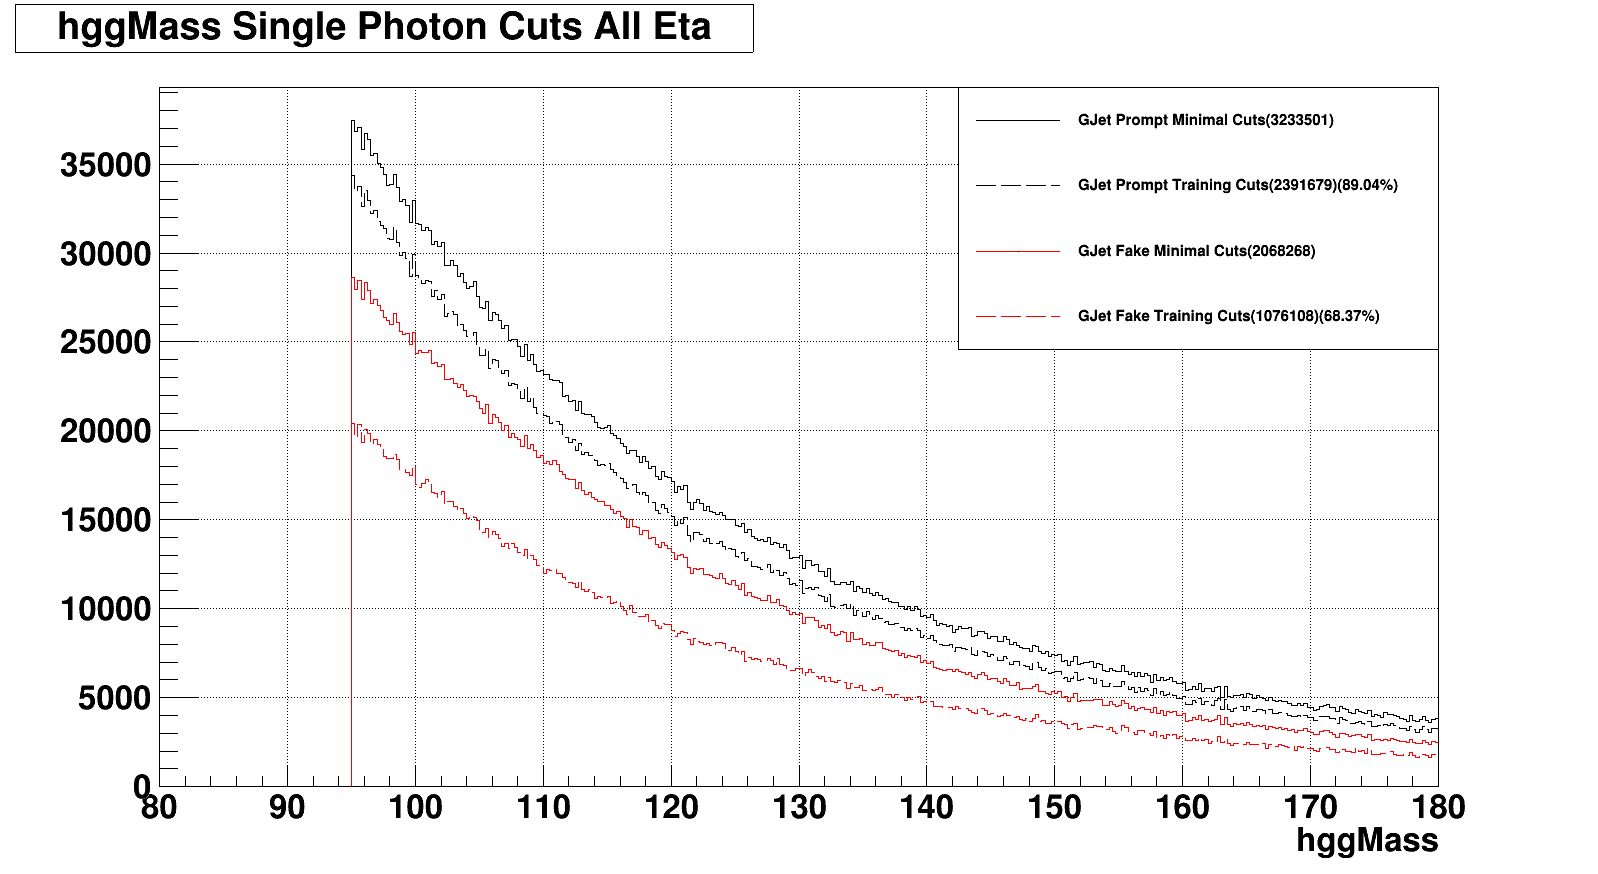 hggMass Single Photon Cuts All Eta
GJet Prompt Minimal Cuts(3233501)
GJet Prompt Training Cuts(2391679)(89.04%)
GJet Fake Minimal Cuts(2068268)
GJet Fake Training Cuts(1076108)(68.37%)
35000
30000
25000
20000
15000
10000
5000
0
80 90 100 110 120 130 140 150 160 170 180
hggMass